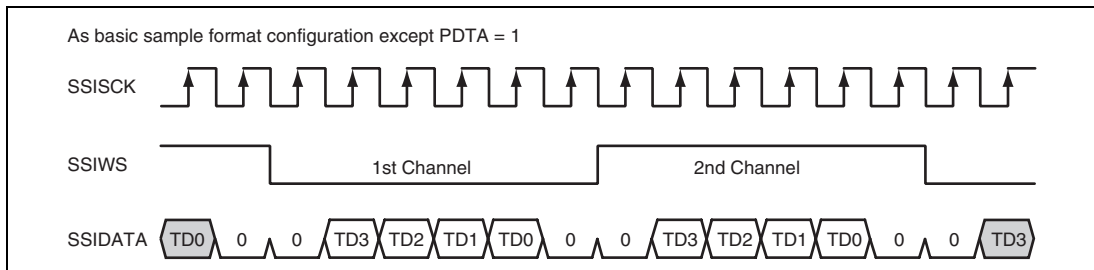 As basic sample format configuration except PDTA = 1
SSISCK
SSIWS 1st Channel 2nd Channel
SSIDATA TD0 0 0 TD3 TD2 TD1 TD0 0 0 TD3 TD2 TD1 TD0 0 0 TD3